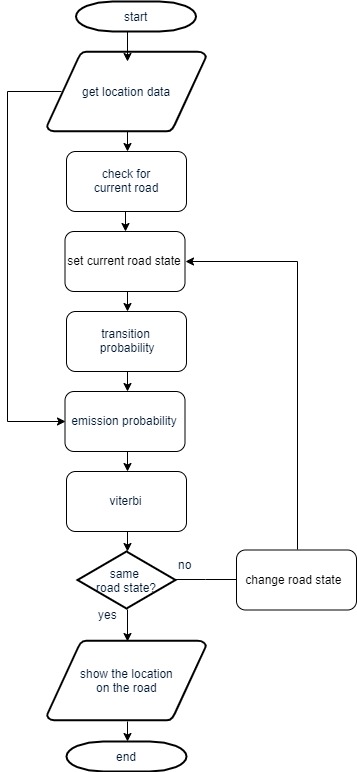 start
get location data
check for
current road
set current road state
transition
probability
emission probability
viterbi
same
road state?
no
change road state
yes
show the location
on the road
end